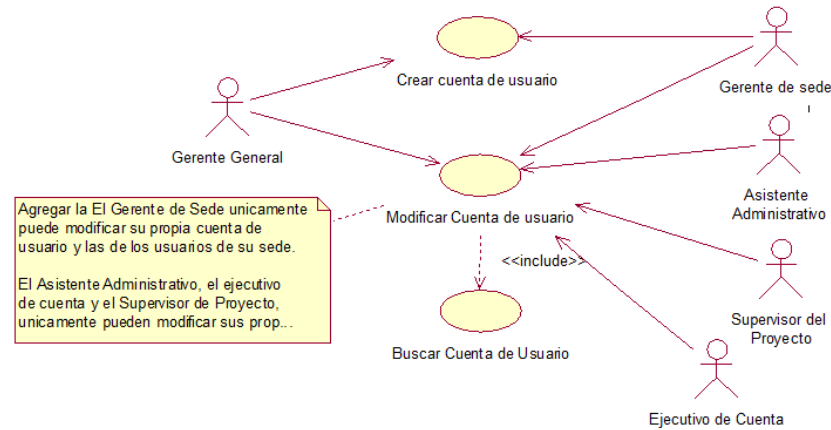 Crear cuenta de usuario
Gerente de sede
Gerente General
Asistente
Administrativo
Modificar Cuenta de usuario
Agregar la El Gerente de Sede unicamente
puede modificar su propia cuenta de
usuario y las de los usuarios de su sede.
El Asistente Administrativo, el ejecutivo
de cuenta y el Supervisor de Proyecto,
unicamente pueden modificar sus prop...
<<include>>
Supervisor del
Proyecto
Buscar Cuenta de Usuario
Ejecutivo de Cuenta